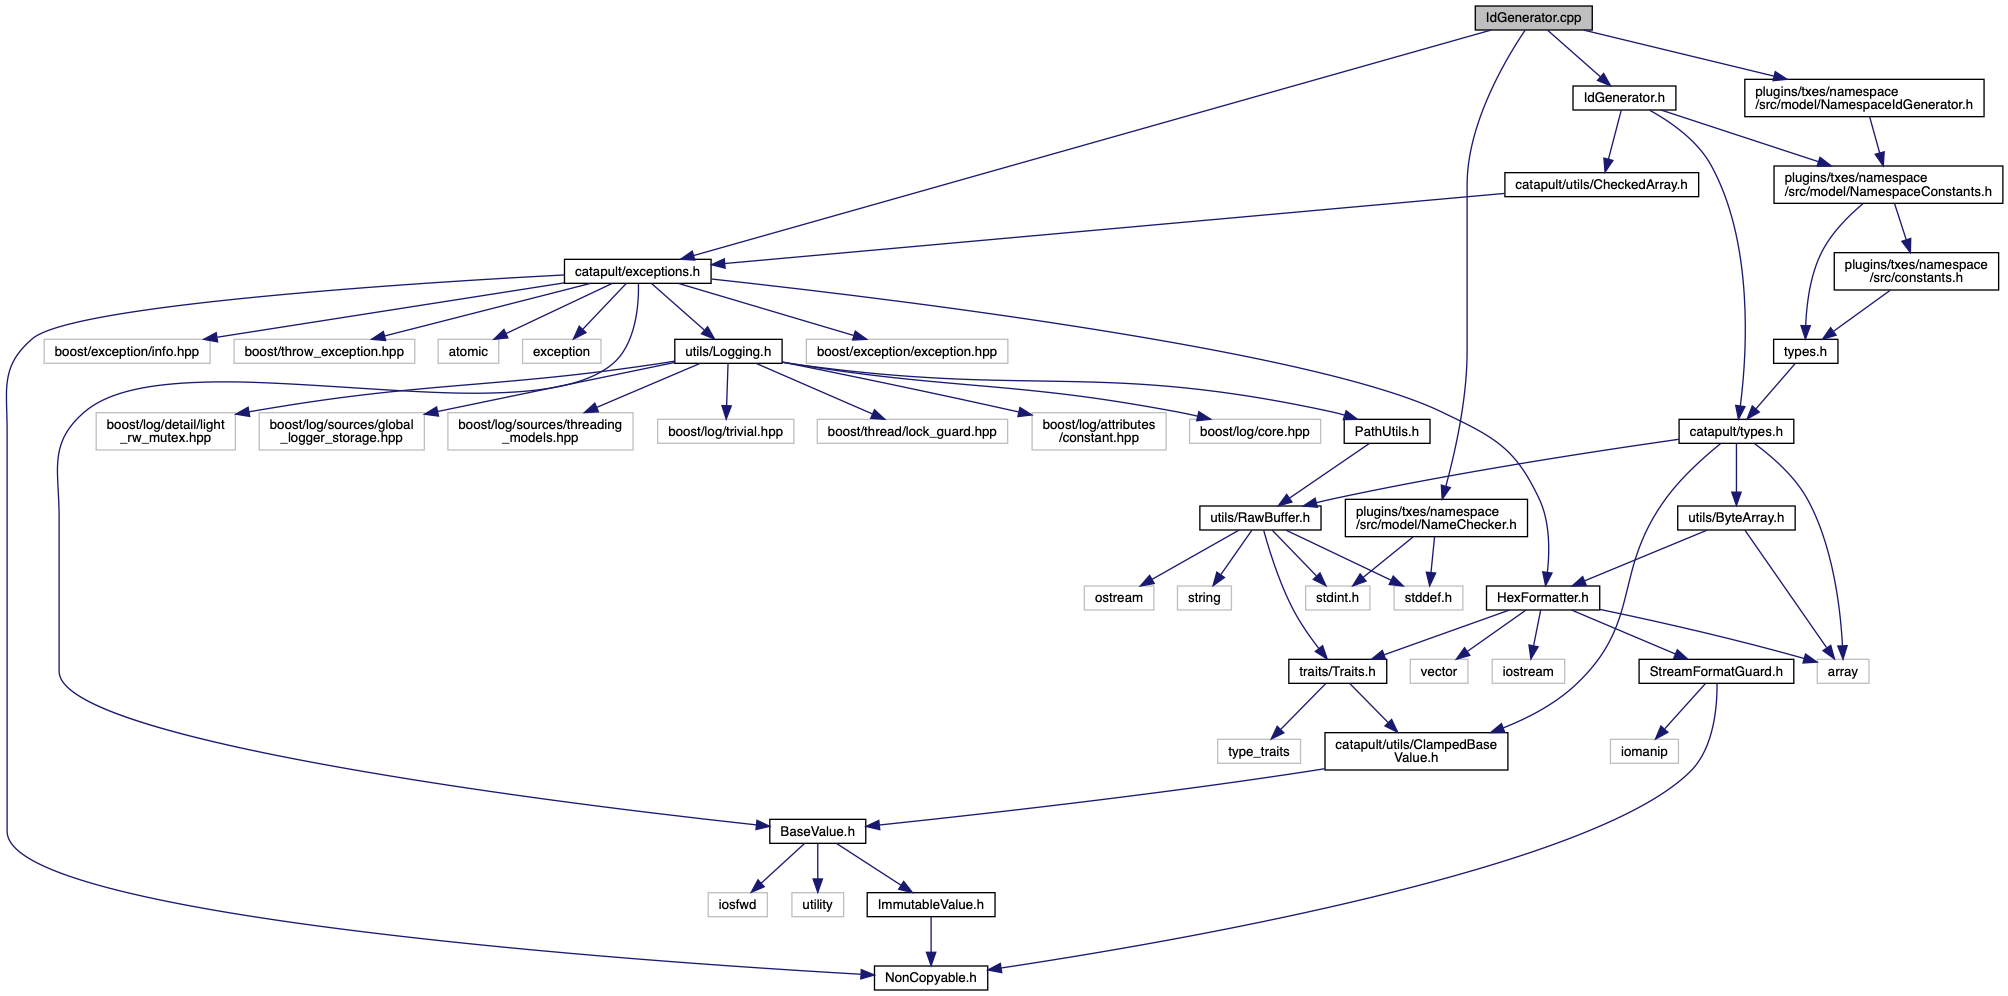 IdGenerator.cpp
IdGenerator.h
plugins/txes/namespace
/src/model/NamespaceIdGenerator.h
catapult/utils/CheckedArray.h
plugins/txes/namespace
/src/model/NamespaceConstants.h
catapult/exceptions.h
plugins/txes/namespace
/src/constants.h
boost/exception/info.hpp
boost/throw_exception.hpp
atomic
exception
utils/Logging.h
boost/exception/exception.hpp
types.h
boost/log/detail/light
_rw_mutex.hpp
boost/log/sources/global
_logger_storage.hpp
boost/log/sources/threading
_models.hpp
boost/log/trivial.hpp
boost/thread/lock_guard.hpp
boost/log/attributes
/constant.hpp
boost/log/core.hpp
PathUtils.h
catapult/types.h
utils/RawBuffer.h
plugins/txes/namespace
/src/model/NameChecker.h
utils/ByteArray.h
ostream
string
stdint.h
stddef.h
HexFormatter.h
traits/Traits.h
vector
iostream
StreamFormatGuard.h
array
type_traits
catapult/utils/ClampedBase
Value.h
iomanip
BaseValue.h
iosfwd
utility
ImmutableValue.h
NonCopyable.h